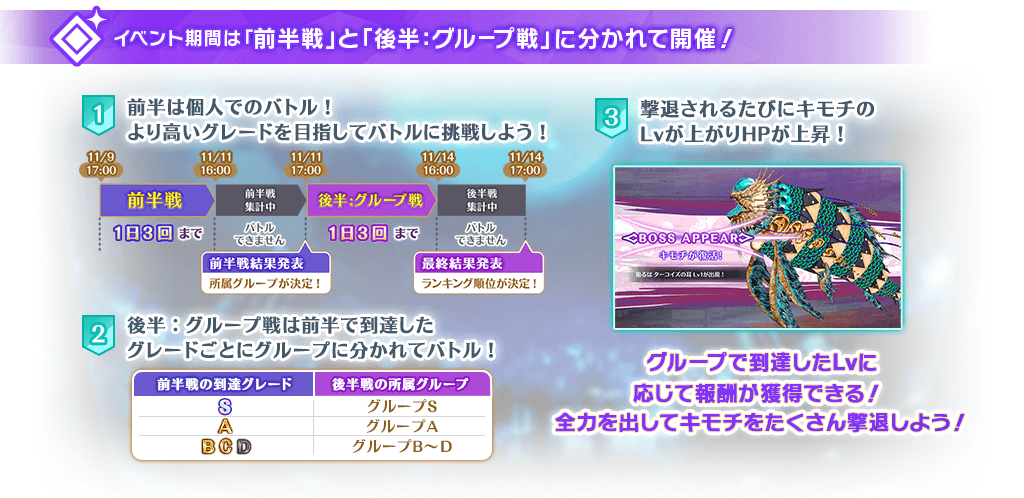 イベント期間は「前半戦」と「後半:グループ戦」に分かれて開催!
1
前半は個人でのバトル!
より高いグレードを目指してバトルに挑戦しよう!
11/9
17:00
11/11
16:00
11/11
17:00
11/14
16:00
11/14
17:00
前半戦
前半戦
集計中
後半:グループ戦
後半戦
集計中
1日3回まで
バトル
できません
1日3回まで
バトル
できません
前半戦結果発表
所属グループが決定!
最終結果発表
ランキング順位が決定!
2
後半:グループ戦は前半で到達した
グレードごとにグループに分かれてバトル!
前半戦の到達グレード 後半戦の所属グループ
S グループS
A グループA
B C D グループB〜D
3
撃退されるたびにキモチの
Lvが上がりHPが上昇!
BOSS APPEAR
キモチが復活!
陥るは ターコイズの耳 Lv1が出現!
グループで到達したLvに
応じて報酬が獲得できる!
全力を出してキモチをたくさん撃退しよう!